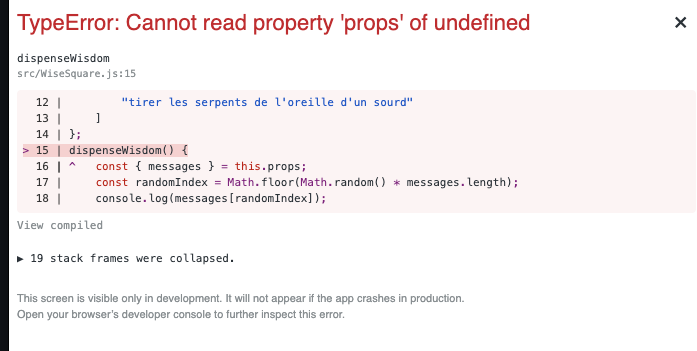 TypeError: Cannot read property 'props' of undefined
×
dispenseWisdom
src/WiseSquare.js:15
12 | "tirer les serpents de l'oreille d'un sourd"
13 | ]
14 | };
> 15 | dispenseWisdom() {
16 | ^ const { messages } = this.props;
17 | const randomIndex = Math.floor(Math.random() * messages.length);
18 | console.log(messages[randomIndex]);
View compiled
▶ 19 stack frames were collapsed.
This screen is visible only in development. It will not appear if the app crashes in production.
Open your browser's developer console to further inspect this error.